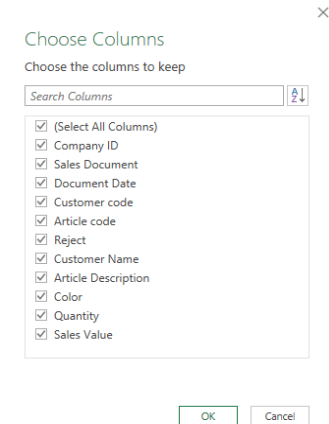 Choose Columns
Choose the columns to keep
Search Columns
A
Z
(Select All Columns)
Company ID
Sales Document
Document Date
Customer code
Article code
Reject
Customer Name
Article Description
Color
Quantity
Sales Value
OK Cancel